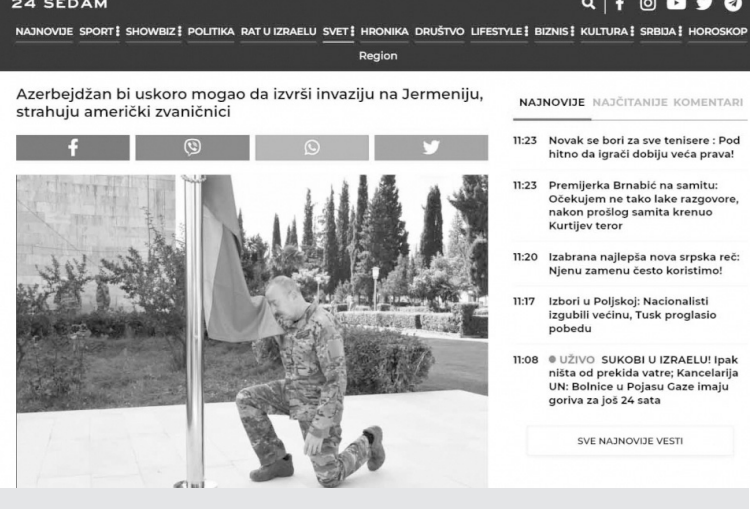 24 SEDAM
NAJNOVIJE SPORT SHOWBIZ POLITIKA RAT U IZRAELU SVET HRONIKA DRUŠTVO LIFESTYLE BIZNIS KULTURA SRBIJA HOROSKOP
Region
Azerbejdžan bi uskoro mogao da izvrši invaziju na Jermeniju,
strahuju američki zvaničnici
NAJNOVIJE NAJČITANIJE KOMENTARI
11:23 Novak se bori za sve tenisere : Pod
hitno da igrači dobiju veća prava!
11:23 Premijerka Brnabić na samitu:
Očekujem ne tako lake razgovore,
nakon prošlog samita krenuo
Kurtijev teror
11:20 Izabrana najlepša nova srpska reč:
Njenu zamenu često koristimo!
11:17 Izbori u Poljskoj: Nacionalisti
izgubili većinu, Tusk proglasio
pobedu
11:08 UŽIVO SUKOBI U IZRAELU! Ipak
ništa od prekida vatre; Kancelarija
UN: Bolnice u Pojasu Gaze imaju
goriva za još 24 sata
SVE NAJNOVIJE VESTI